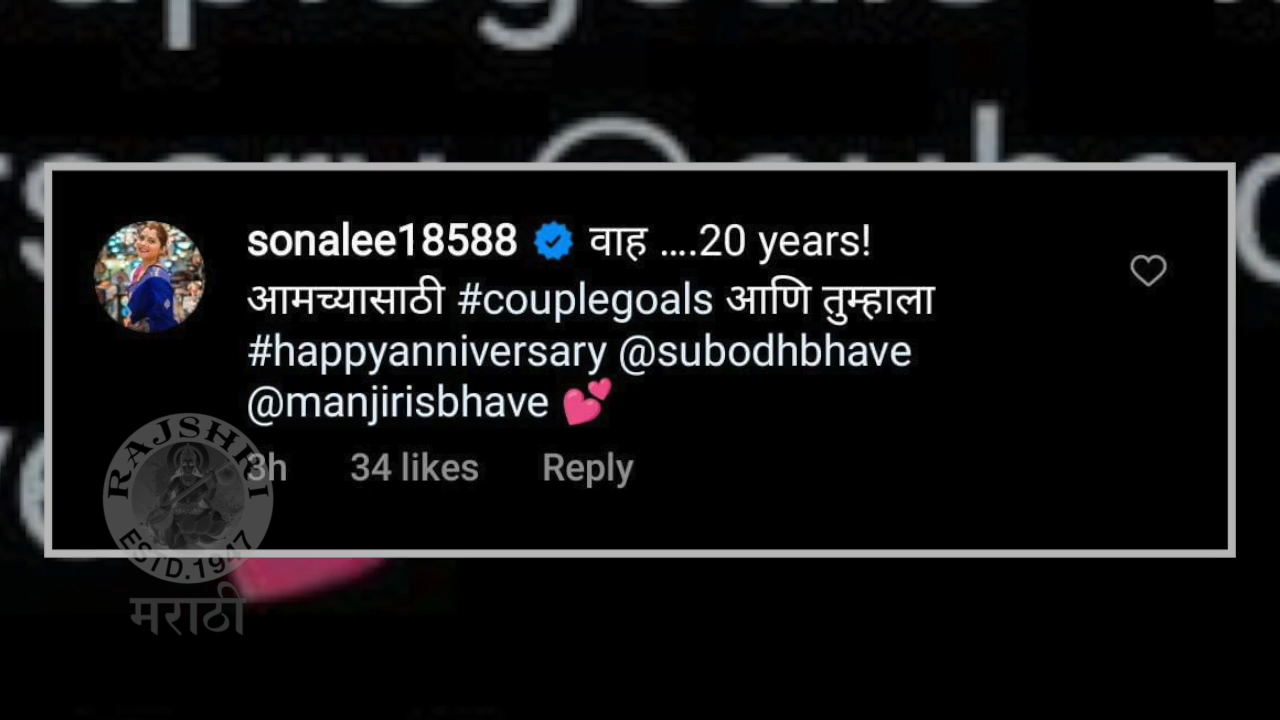 sonalee18588 वाह ....20 years!
आमच्यासाठी #couplegoals आणि तुम्हाला
#happyanniversary @subodhbhave
@manjirisbhave 💕
3h 34 likes Reply
RAJSHRI
ESTD.1947
मराठी